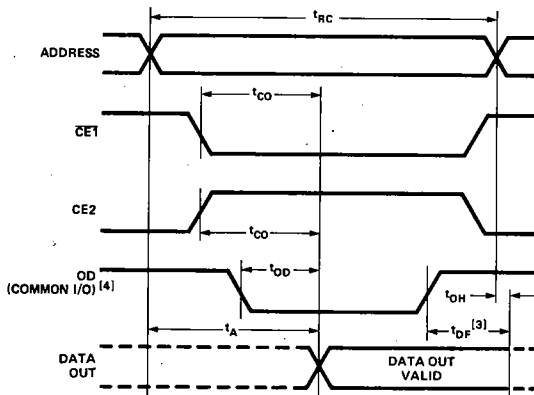 tRC
ADDRESS
tCO
CE1
CE2
tCO
OD
(COMMON I/O) [4]
tOD
tOH
tA
tDF [3]
DATA
OUT
DATA OUT
VALID